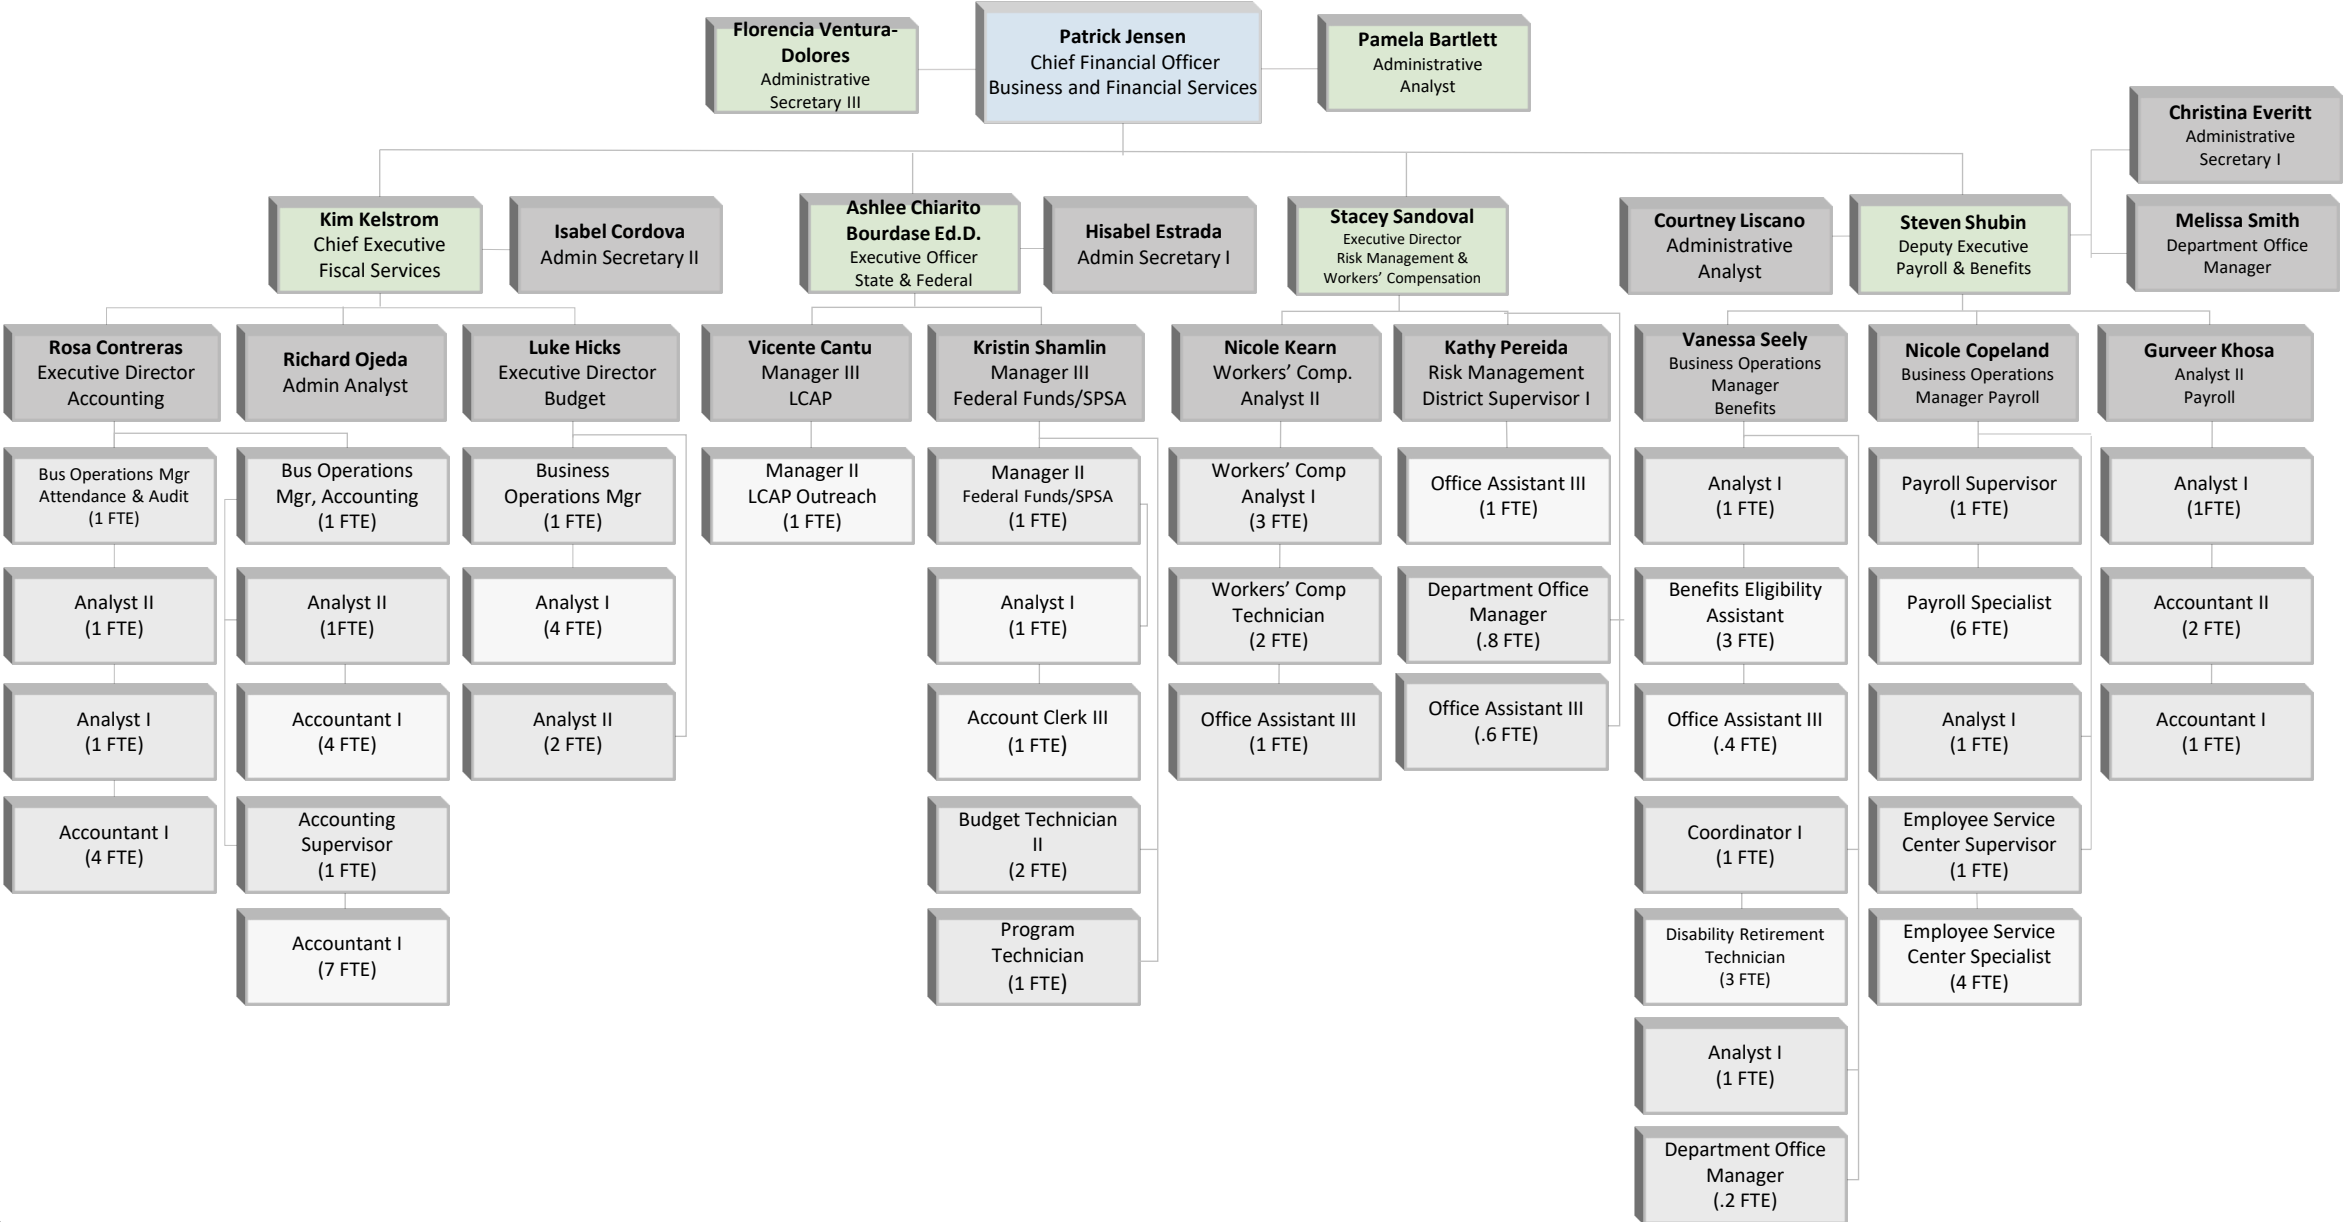 Florencia Ventura-
Dolores
Administrative
Secretary III
Patrick Jensen
Chief Financial Officer
Business and Financial Services
Pamela Bartlett
Administrative
Analyst
Christina Everitt
Administrative
Secretary I
Kim Kelstrom
Chief Executive
Fiscal Services
Isabel Cordova
Admin Secretary II
Ashlee Chiarito
Bourdase Ed.D.
Executive Officer
State & Federal
Hisabel Estrada
Admin Secretary I
Stacey Sandoval
Executive Director
Risk Management &
Workers’ Compensation
Courtney Liscano
Administrative
Analyst
Steven Shubin
Deputy Executive
Payroll & Benefits
Melissa Smith
Department Office
Manager
Rosa Contreras
Executive Director
Accounting
Richard Ojeda
Admin Analyst
Luke Hicks
Executive Director
Budget
Vicente Cantu
Manager III
LCAP
Kristin Shamlin
Manager III
Federal Funds/SPSA
Nicole Kearn
Workers’ Comp.
Analyst II
Kathy Pereida
Risk Management
District Supervisor I
Vanessa Seely
Business Operations
Manager
Benefits
Nicole Copeland
Business Operations
Manager Payroll
Gurveer Khosa
Analyst II
Payroll
Bus Operations Mgr
Attendance & Audit
(1 FTE)
Bus Operations
Mgr, Accounting
(1 FTE)
Business
Operations Mgr
(1 FTE)
Manager II
LCAP Outreach
(1 FTE)
Manager II
Federal Funds/SPSA
(1 FTE)
Workers’ Comp
Analyst I
(3 FTE)
Office Assistant III
(1 FTE)
Analyst I
(1 FTE)
Payroll Supervisor
(1 FTE)
Analyst I
(1FTE)
Analyst II
(1 FTE)
Analyst II
(1FTE)
Analyst I
(4 FTE)
Analyst I
(1 FTE)
Workers’ Comp
Technician
(2 FTE)
Department Office
Manager
(.8 FTE)
Benefits Eligibility
Assistant
(3 FTE)
Payroll Specialist
(6 FTE)
Accountant II
(2 FTE)
Analyst I
(1 FTE)
Accountant I
(4 FTE)
Analyst II
(2 FTE)
Account Clerk III
(1 FTE)
Office Assistant III
(1 FTE)
Office Assistant III
(.6 FTE)
Office Assistant III
(.4 FTE)
Analyst I
(1 FTE)
Accountant I
(1 FTE)
Accountant I
(4 FTE)
Accounting
Supervisor
(1 FTE)
Budget Technician
II
(2 FTE)
Coordinator I
(1 FTE)
Employee Service
Center Supervisor
(1 FTE)
Accountant I
(7 FTE)
Program
Technician
(1 FTE)
Disability Retirement
Technician
(3 FTE)
Employee Service
Center Specialist
(4 FTE)
Analyst I
(1 FTE)
Department Office
Manager
(.2 FTE)